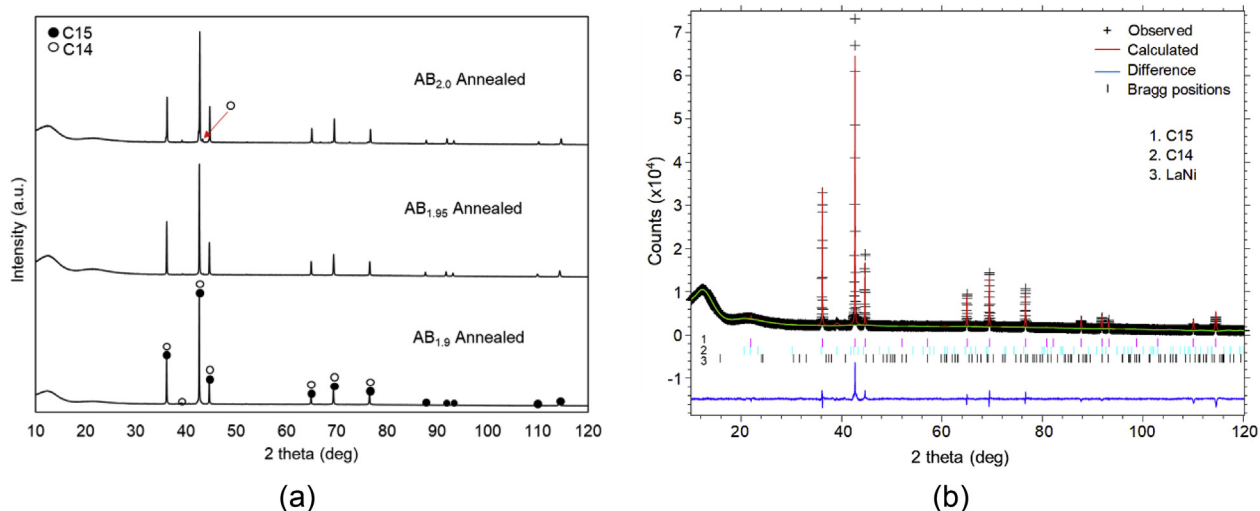 C15
C14
AB2.0 Annealed
AB1.95 Annealed
AB1.9 Annealed
Intensity (a.u.)
10 20 30 40 50 60 70 80 90 100 110 120
2 theta (deg)
(a)
Observed
Calculated
Difference
Bragg positions
1. C15
2. C14
3. LaNi
Counts (x10⁴)
7
6
5
4
3
2
1
0
-1
1
2
3
20 40 60 80 100 120
2 theta (deg)
(b)